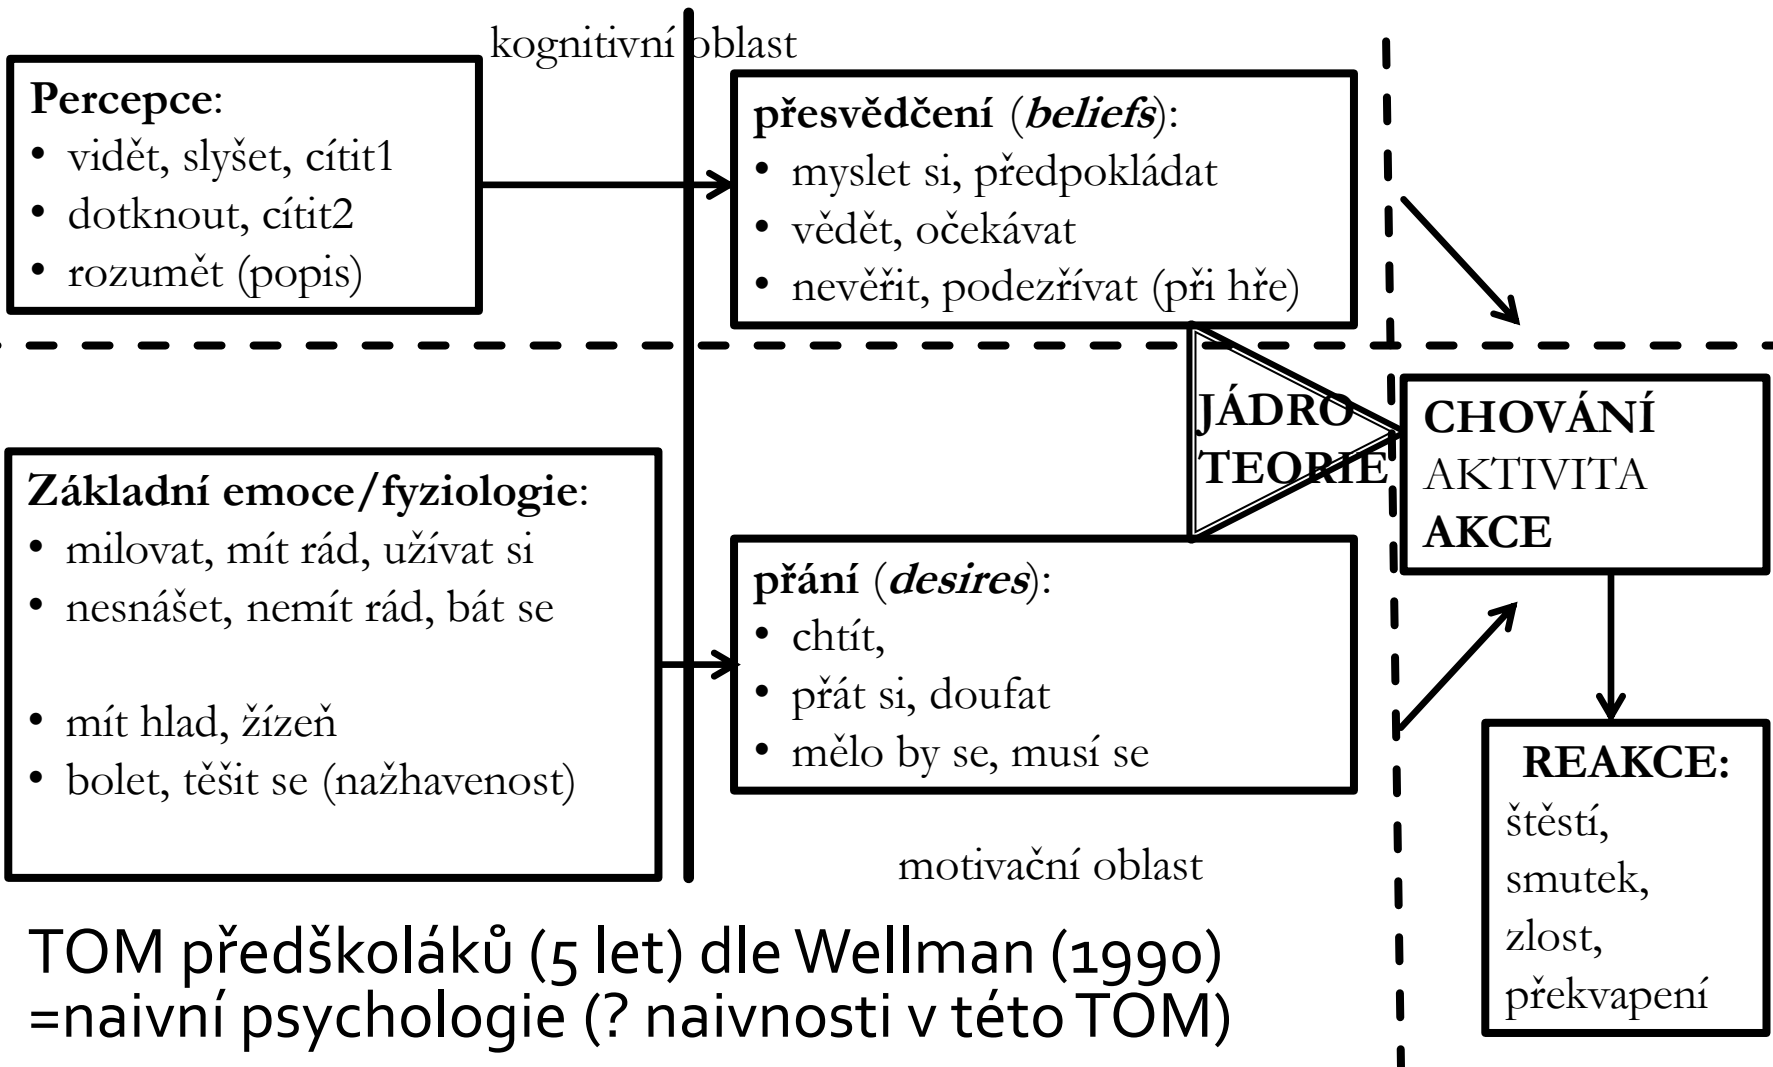 kognitivní oblast
Percepce:
• vidět, slyšet, cítit1
• dotknout, cítit2
• rozumět (popis)
přesvědčení (beliefs):
• myslet si, předpokládat
• vědět, očekávat
• nevěřit, podezřívat (při hře)
JÁDRO
TEORIE
CHOVÁNÍ
AKTIVITA
AKCE
Základní emoce/fyziologie:
• milovat, mít rád, užívat si
• nesnášet, nemít rád, bát se
• mít hlad, žízeň
• bolet, těšit se (nažhavenost)
přání (desires):
• chtít,
• přát si, doufat
• mělo by se, musí se
REAKCE:
štěstí,
smutek,
zlost,
překvapení
motivační oblast
TOM předškoláků (5 let) dle Wellman (1990)
=naivní psychologie (? naivnosti v této TOM)